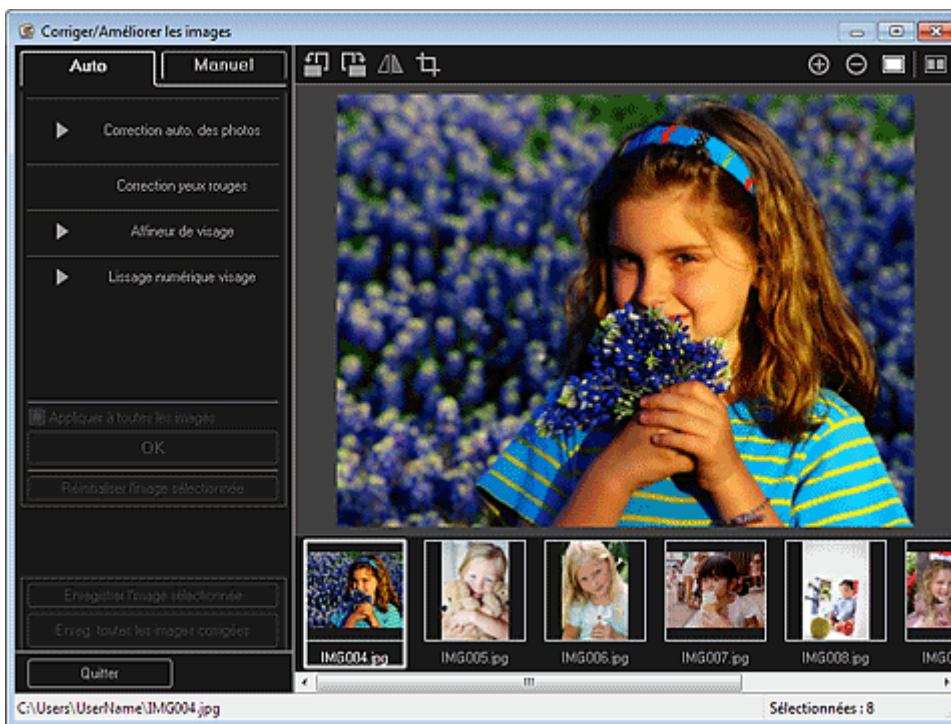 Corriger/Améliorer les images
Auto
Manuel
Correction auto. des photos
Correction yeux rouges
Affineur de visage
Lissage numérique visage
Appliquer à toutes les images
OK
Réinitialiser l'image sélectionnée
Enregistrer l'image sélectionnée
Enreg. toutes les images corrigées
Quitter
IMG004.jpg
IMG005.jpg
IMG006.jpg
IMG007.jpg
IMG008.jpg
C:\Users\UserName\IMG004.jpg
Sélectionnées : 8